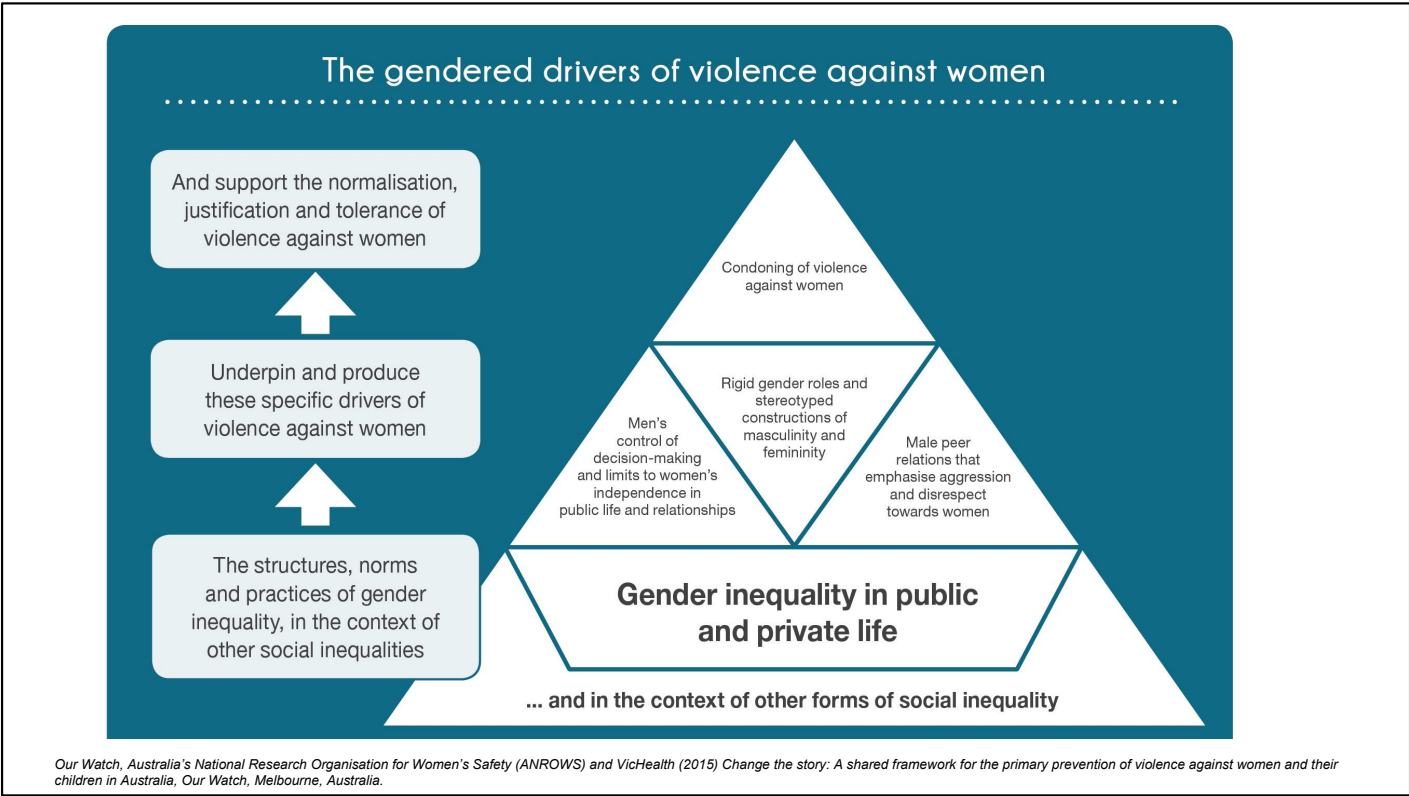 The gendered drivers of violence against women
And support the normalisation,
justification and tolerance of
violence against women
Underpin and produce
these specific drivers of
violence against women
The structures, norms
and practices of gender
inequality, in the context of
other social inequalities
Condoning of violence
against women
Men’s
control of
decision-making
and limits to women’s
independence in
public life and relationships
Rigid gender roles and
stereotyped
constructions of
masculinity and
femininity
Male peer
relations that
emphasise aggression
and disrespect
towards women
Gender inequality in public
and private life
... and in the context of other forms of social inequality
Our Watch, Australia’s National Research Organisation for Women’s Safety (ANROWS) and VicHealth (2015) Change the story: A shared framework for the primary prevention of violence against women and their
children in Australia, Our Watch, Melbourne, Australia.